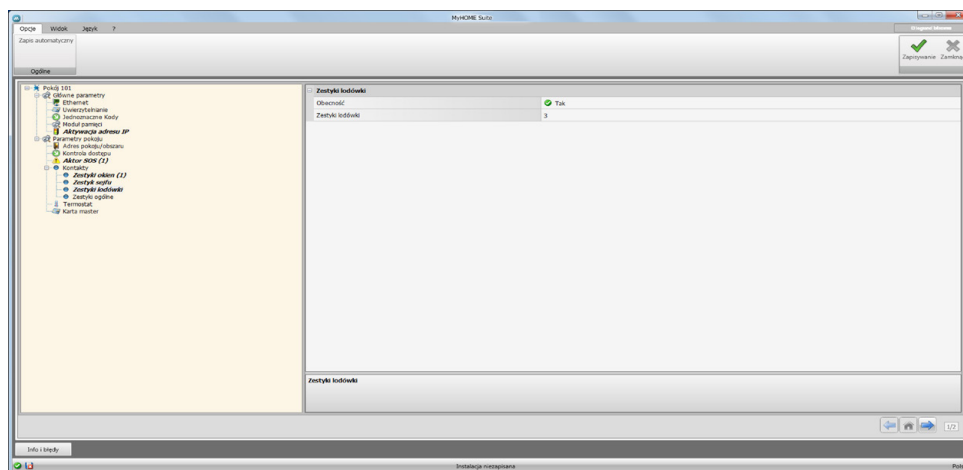 MyHOME Suite
Opcje Widok Język ?
Zapis automatyczny
Zapisywanie Zamkną
Ogólne
Pokój 101
Główne parametry
Ethernet
Uwierzytelnianie
Jednoznaczne Kody
Moduł pamięci
Aktywacja adresu IP
Parametry pokoju
Adres pokoju/obszaru
Kontrola dostępu
Aktor SOS (1)
Kontakty
Zestyki okien (1)
Zestyk sejfu
Zestyki lodówki
Zestyki ogólne
Termostat
Karta master
Zestyki lodówki
Obecność Tak
Zestyki lodówki 3
Zestyki lodówki
1/2
Info i błędy
Instalacja niezapisana